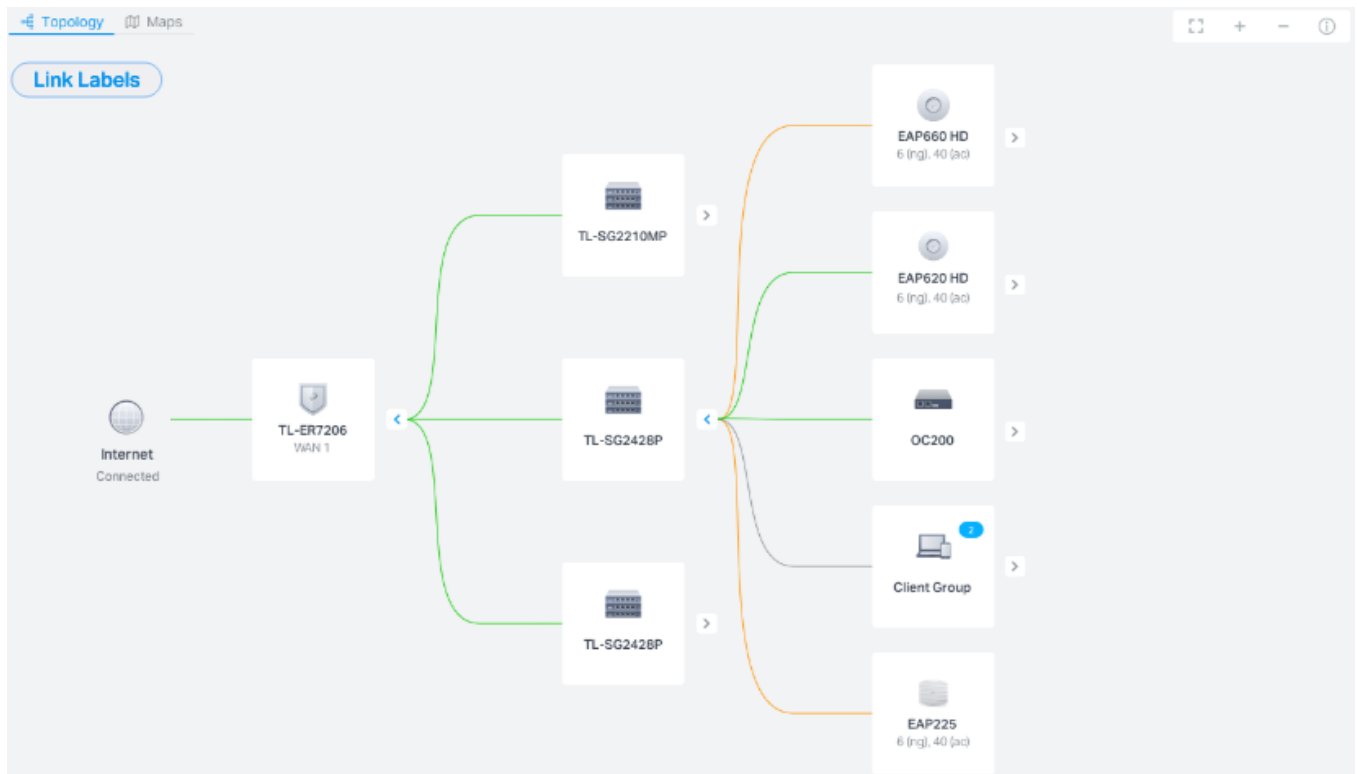 Topology Maps
Link Labels
EAP660 HD
6 (ng), 40 (ac)
TL-SG2210MP
EAP620 HD
6 (ng), 40 (ac)
Internet
Connected
TL-ER7206
WAN 1
TL-SG2428P
OC200
2
Client Group
TL-SG2428P
EAP225
6 (ng), 40 (ac)